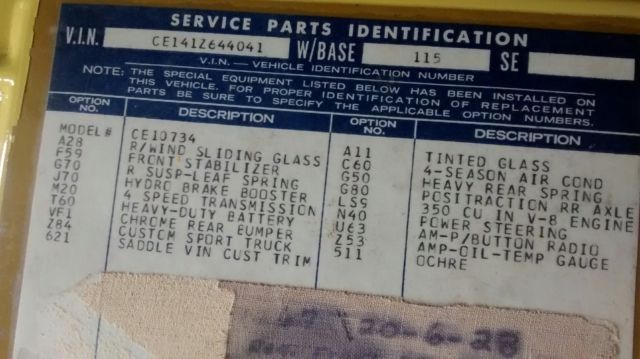 SERVICE PARTS IDENTIFICATION
V.I.N. CE141Z644041 W/BASE 115 SE
V.I.N. — VEHICLE IDENTIFICATION NUMBER
NOTE: THE SPECIAL EQUIPMENT LISTED BELOW HAS BEEN INSTALLED ON
THIS VEHICLE. FOR PROPER IDENTIFICATION OF REPLACEMENT
PARTS BE SURE TO SPECIFY THE APPLICABLE OPTION NUMBERS.
OPTION NO. DESCRIPTION OPTION NO. DESCRIPTION
MODEL# CE10734
A28 R/WIND SLIDING GLASS A11 TINTED GLASS
F59 FRONT STABILIZER C60 4-SEASON AIR COND
G70 R SUSP-LEAF SPRING G50 HEAVY REAR SPRING
J70 HYDRO BRAKE BOOSTER G80 POSITRACTION RR AXLE
M20 4 SPEED TRANSMISSION LS9 350 CU IN V-8 ENGINE
T60 HEAVY-DUTY BATTERY N40 POWER STEERING
VF1 CHROME REAR BUMPER U63 AM-P/BUTTON RADIO
Z84 CUSTOM SPORT TRUCK Z53 AMP-OIL-TEMP GAUGE
621 SADDLE VIN CUST TRIM 511 OCHRE
20-6-28